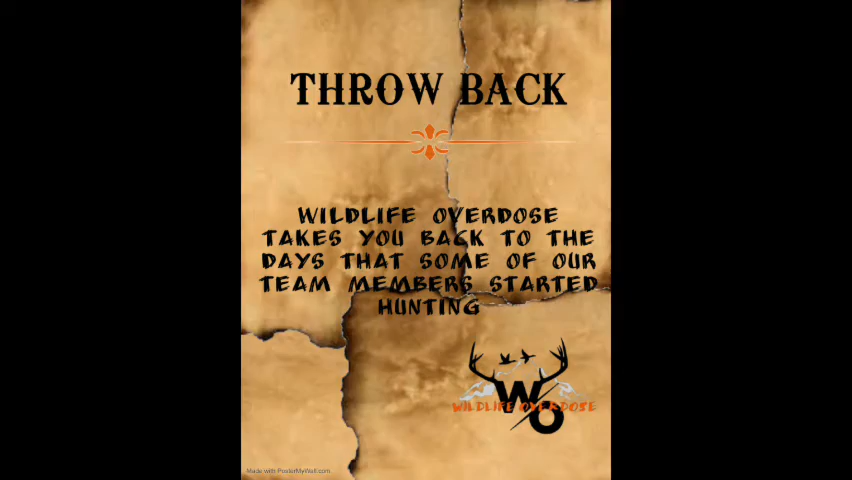 THROW BACK
WILDLIFE OVERDOSE
TAKES YOU BACK TO THE
DAYS THAT SOME OF OUR
TEAM MEMBERS STARTED
HUNTING
WO
WILDLIFE OVERDOSE
Made with PosterMyWall.com